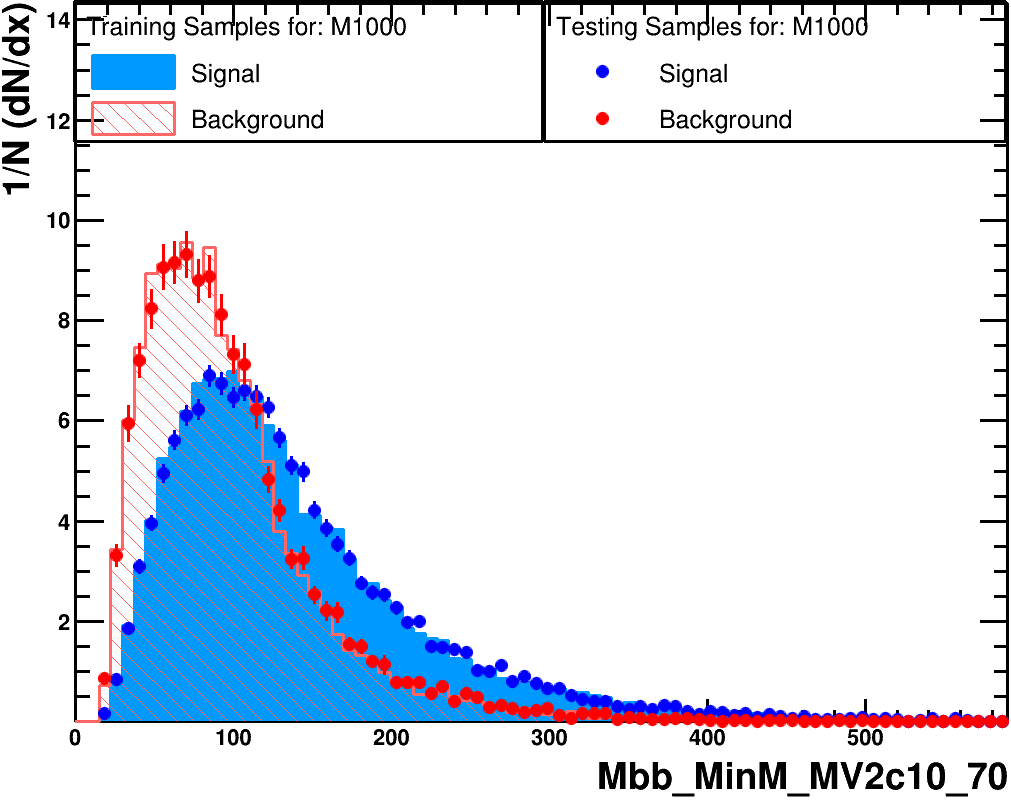 1/N (dN/dx)
Training Samples for: M1000
Signal
Background
Testing Samples for: M1000
Signal
Background
14
12
10
8
6
4
2
0 100 200 300 400 500
Mbb_MinM_MV2c10_70